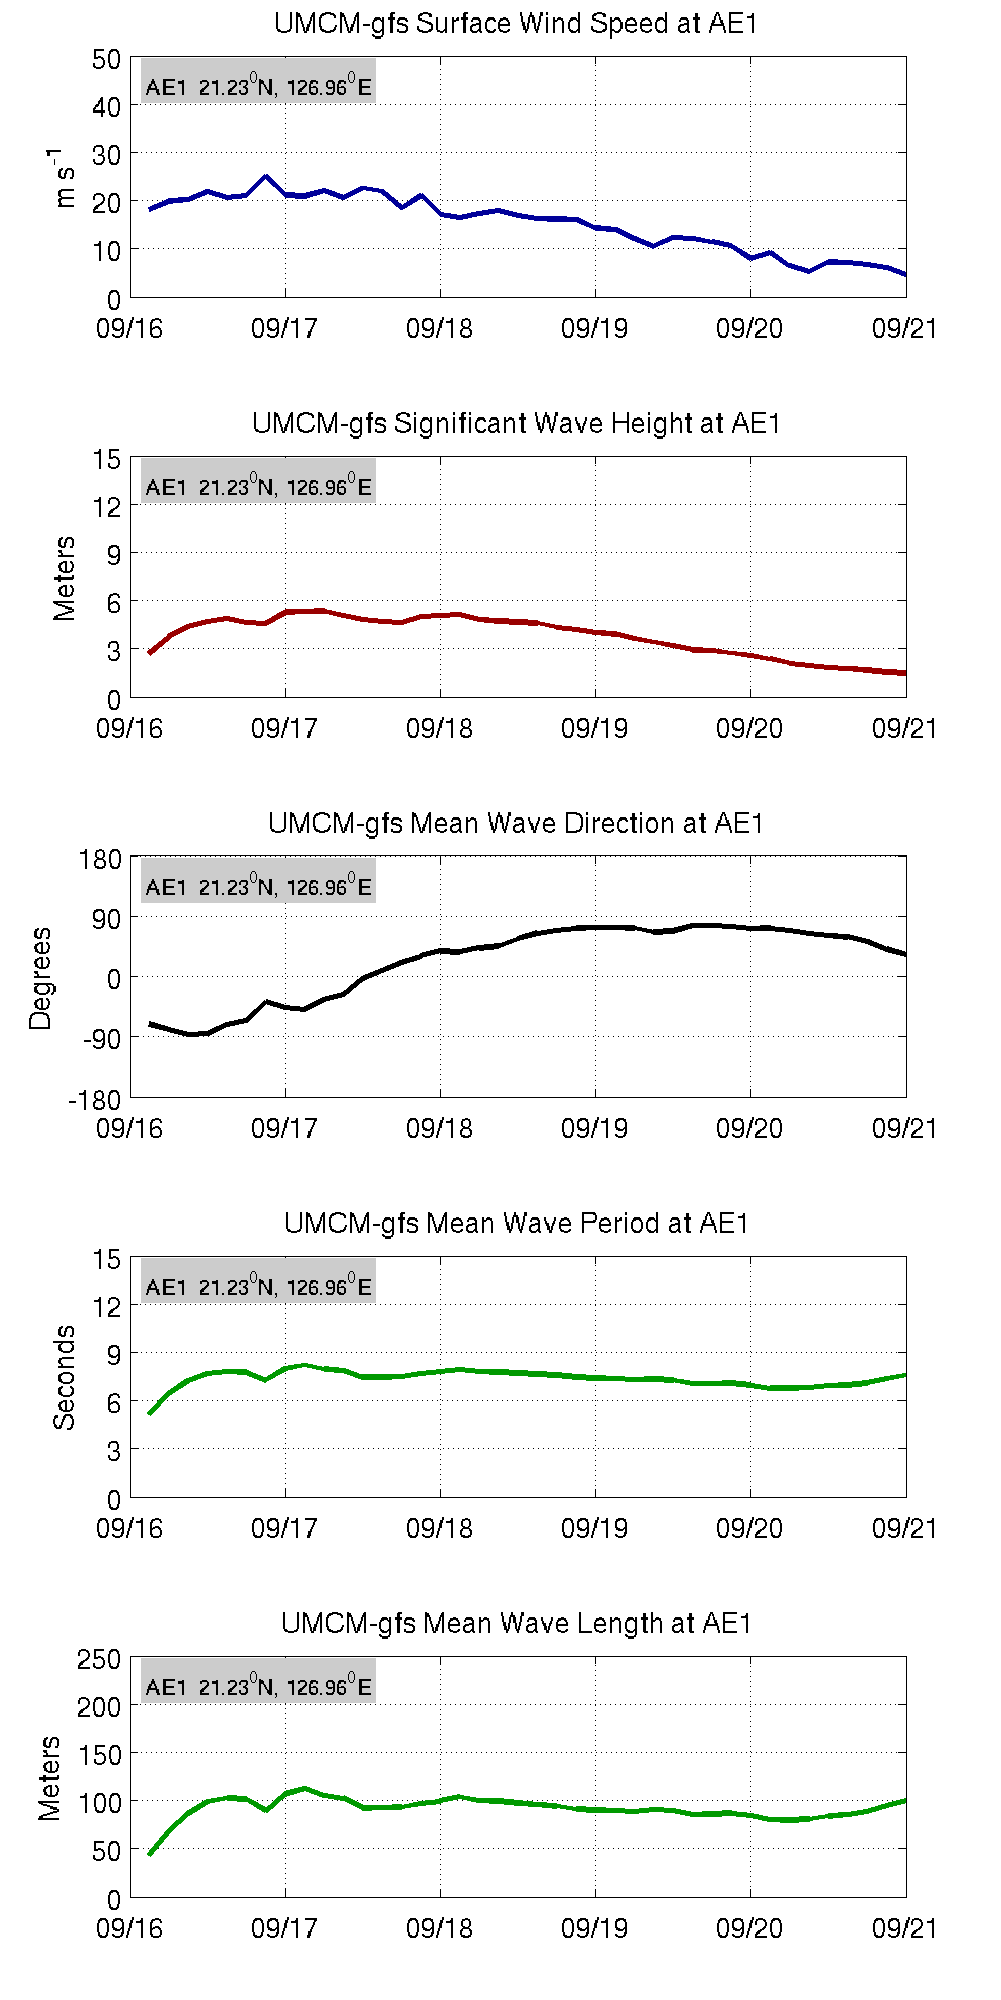 UMCM-gfs Surface Wind Speed at AE1
50
AE1 21.23⁰N, 126.96⁰E
40
30
m s⁻¹
20
10
0
09/16 09/17 09/18 09/19 09/20 09/21
UMCM-gfs Significant Wave Height at AE1
15
AE1 21.23⁰N, 126.96⁰E
12
9
Meters
6
3
0
09/16 09/17 09/18 09/19 09/20 09/21
UMCM-gfs Mean Wave Direction at AE1
180
AE1 21.23⁰N, 126.96⁰E
90
Degrees
0
-90
-180
09/16 09/17 09/18 09/19 09/20 09/21
UMCM-gfs Mean Wave Period at AE1
15
AE1 21.23⁰N, 126.96⁰E
12
9
Seconds
6
3
0
09/16 09/17 09/18 09/19 09/20 09/21
UMCM-gfs Mean Wave Length at AE1
250
AE1 21.23⁰N, 126.96⁰E
200
150
Meters
100
50
0
09/16 09/17 09/18 09/19 09/20 09/21